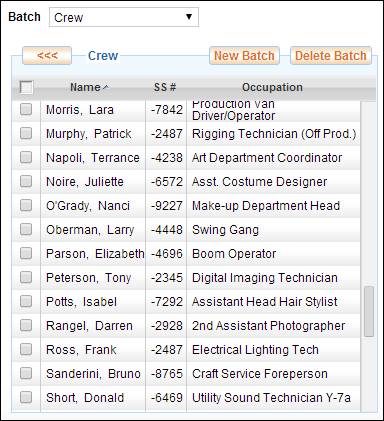 Batch Crew
<<< Crew New Batch Delete Batch
Name SS # Occupation
Morris, Lara -7842 Production Van
Driver/Operator
Murphy, Patrick -2487 Rigging Technician (Off Prod.)
Napoli, Terrance -4238 Art Department Coordinator
Noire, Juliette -6572 Asst. Costume Designer
O'Grady, Nanci -9227 Make-up Department Head
Oberman, Larry -4448 Swing Gang
Parson, Elizabeth -4696 Boom Operator
Peterson, Tony -2345 Digital Imaging Technician
Potts, Isabel -7292 Assistant Head Hair Stylist
Rangel, Darren -2928 2nd Assistant Photographer
Ross, Frank -2487 Electrical Lighting Tech
Sanderini, Bruno -8765 Craft Service Foreperson
Short, Donald -6469 Utility Sound Technician Y-7a